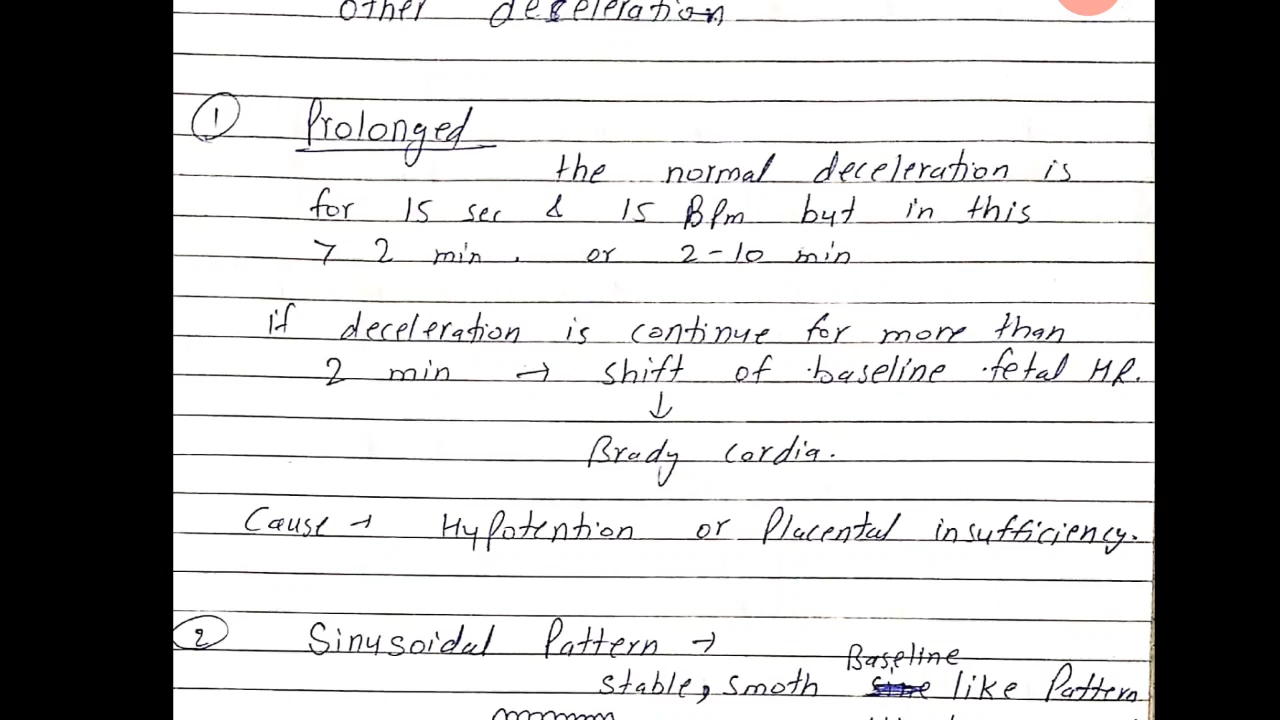 other deceleration
1 Prolonged
the normal deceleration is
for 15 sec & 15 BPm but in this
> 2 min. or 2-10 min
if deceleration is continue for more than
2 min → shift of baseline fetal HR.
↓
Brady cordia.
Cause → Hypotention or Placental insufficiency.
2 Sinusoidal Pattern →
Baseline
stable, smoth like Pattern